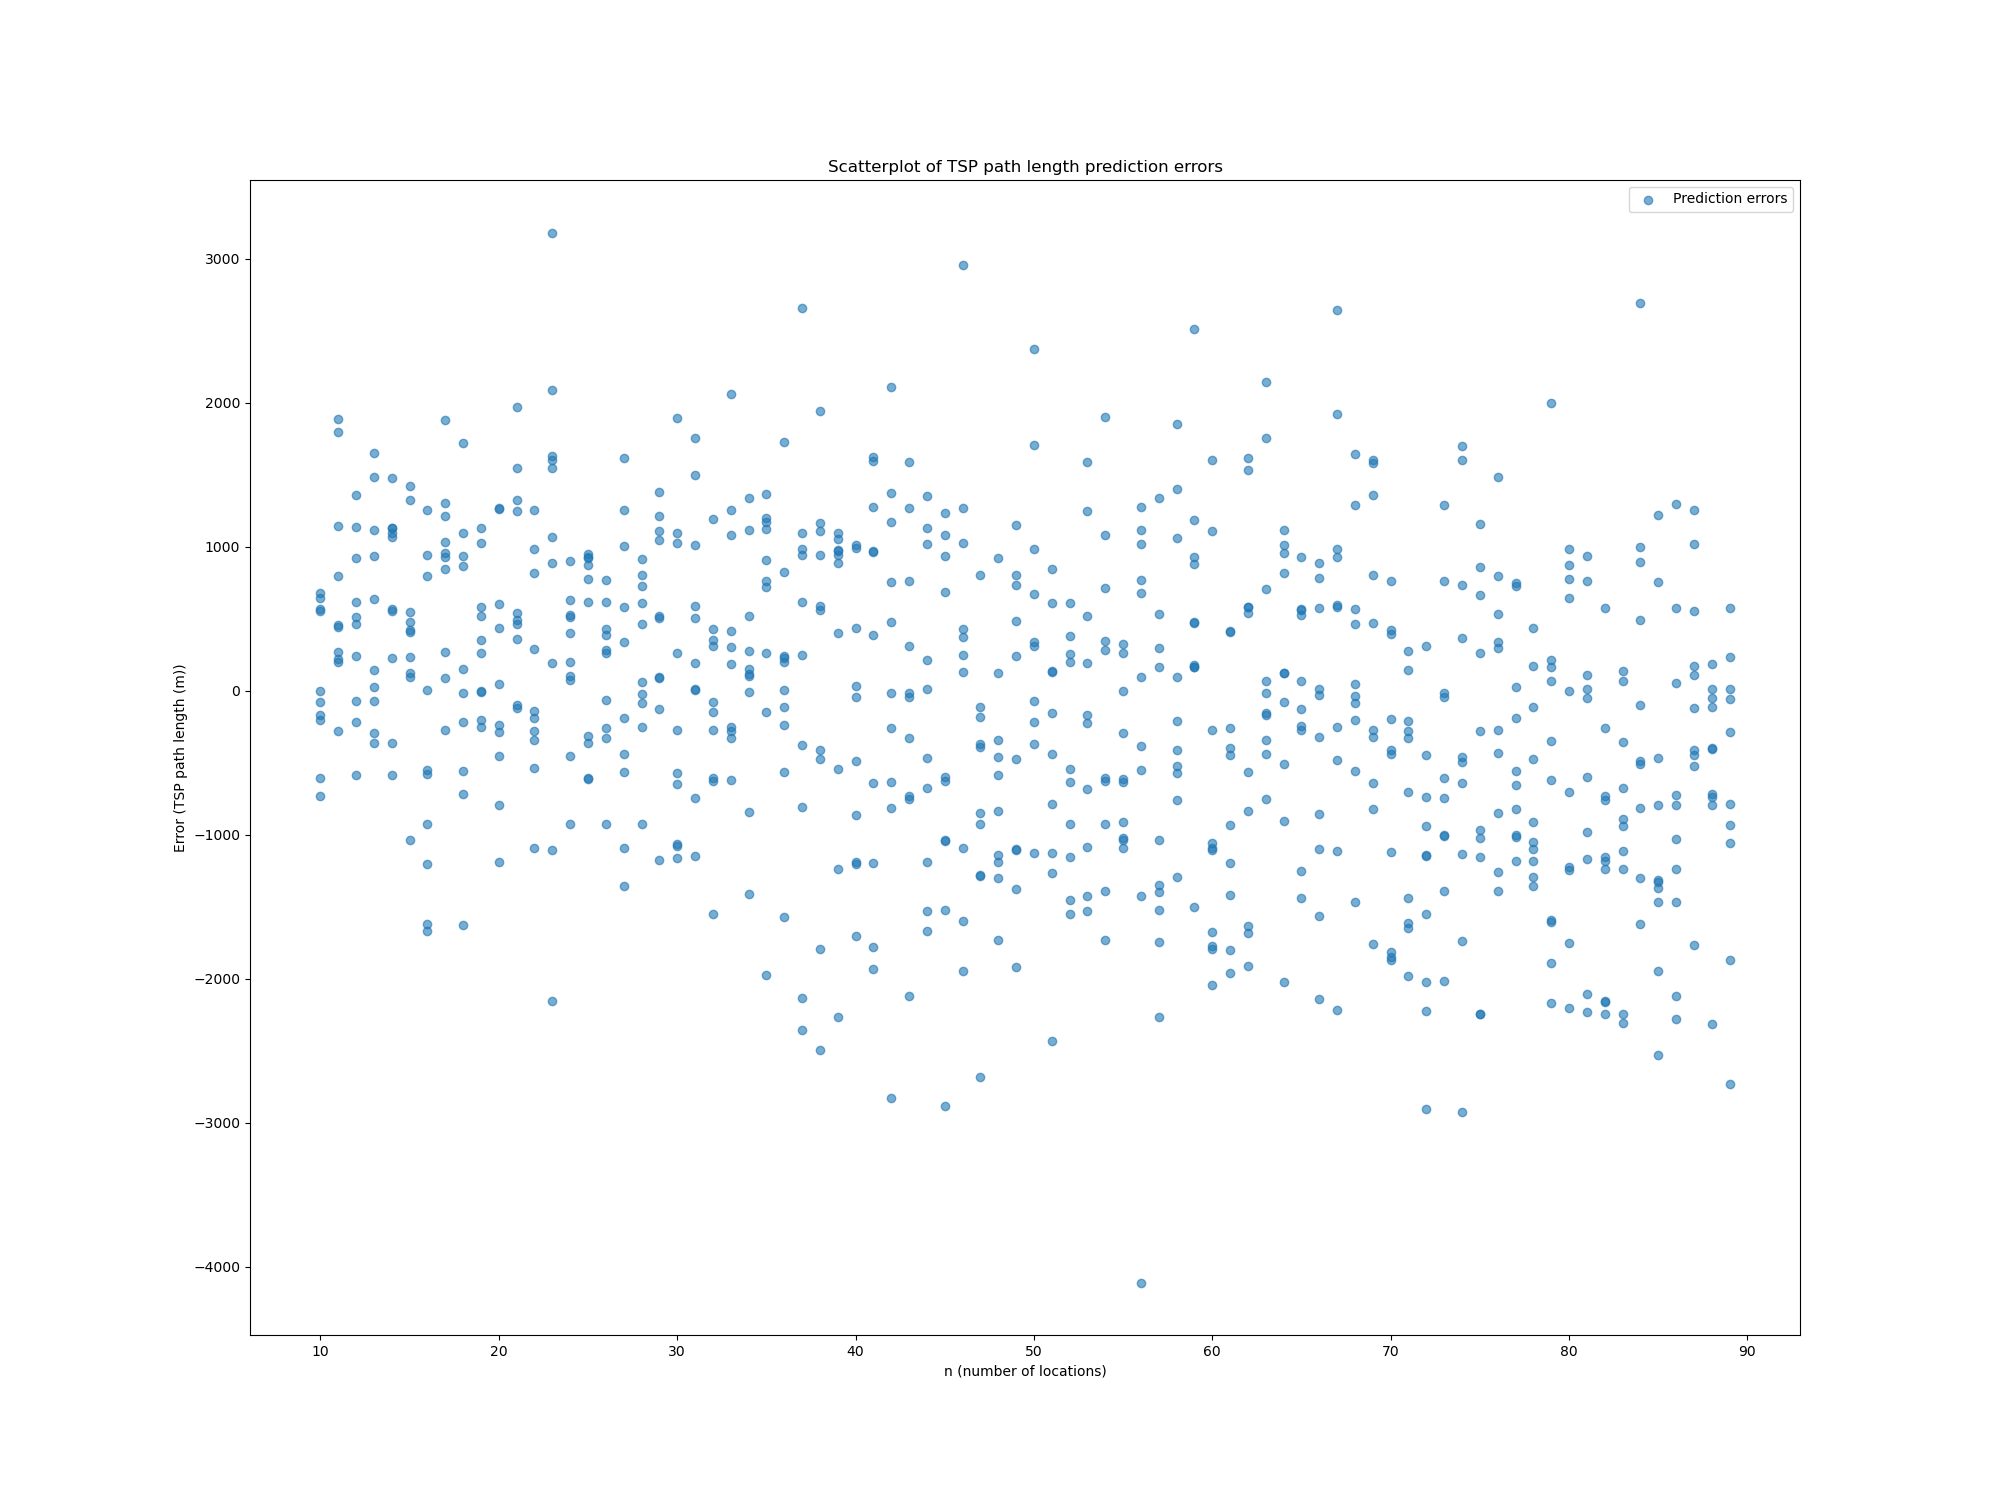 Scatterplot of TSP path length prediction errors
Prediction errors
3000
2000
1000
0
−1000
−2000
−3000
−4000
Error (TSP path length (m))
10 20 30 40 50 60 70 80 90
n (number of locations)